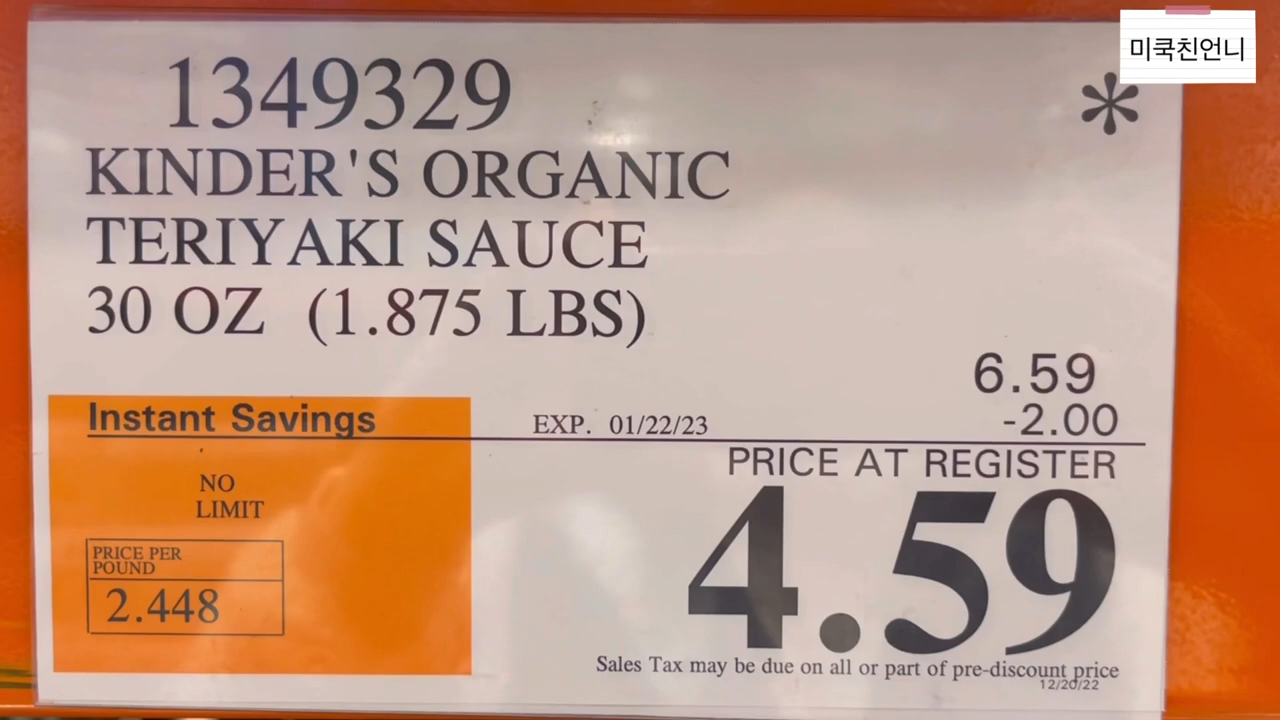 미쿡친언니
1349329
*
KINDER'S ORGANIC
TERIYAKI SAUCE
30 OZ (1.875 LBS)
6.59
Instant Savings
EXP. 01/22/23
-2.00
PRICE AT REGISTER
4.59
NO
LIMIT
PRICE PER
POUND
2.448
Sales Tax may be due on all or part of pre-discount price
12/20/22